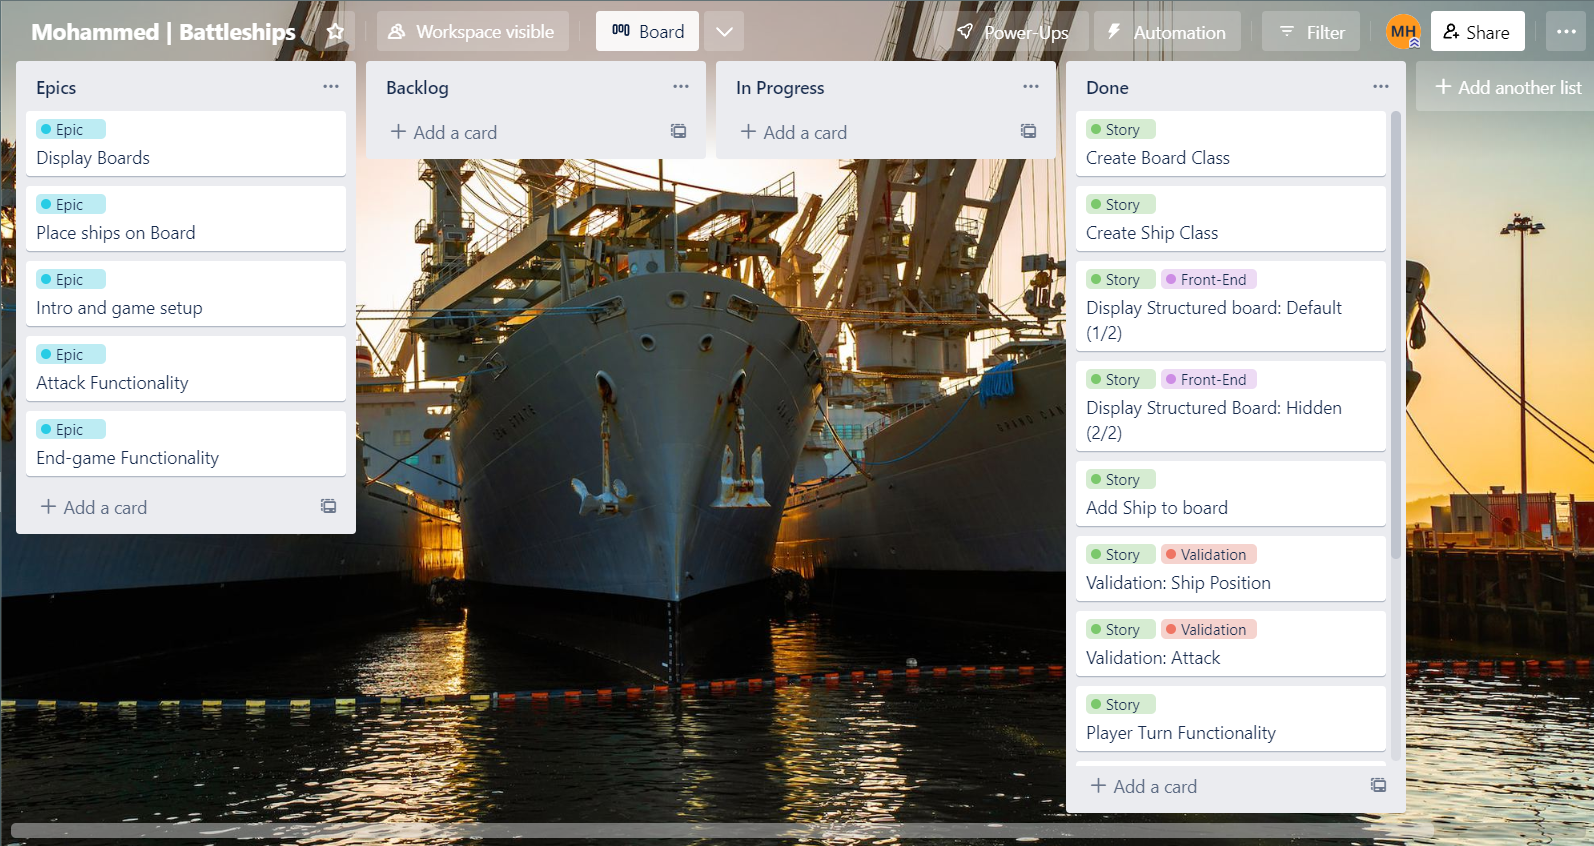 Mohammed | Battleships
Workspace visible
Board
Power-Ups
Automation
Filter
MH
Share
Epics
Epic
Display Boards
Epic
Place ships on Board
Epic
Intro and game setup
Epic
Attack Functionality
Epic
End-game Functionality
+ Add a card
Backlog
+ Add a card
In Progress
+ Add a card
Done
Story
Create Board Class
Story
Create Ship Class
Story Front-End
Display Structured board: Default
(1/2)
Story Front-End
Display Structured Board: Hidden
(2/2)
Story
Add Ship to board
Story Validation
Validation: Ship Position
Story Validation
Validation: Attack
Story
Player Turn Functionality
+ Add a card
+ Add another list